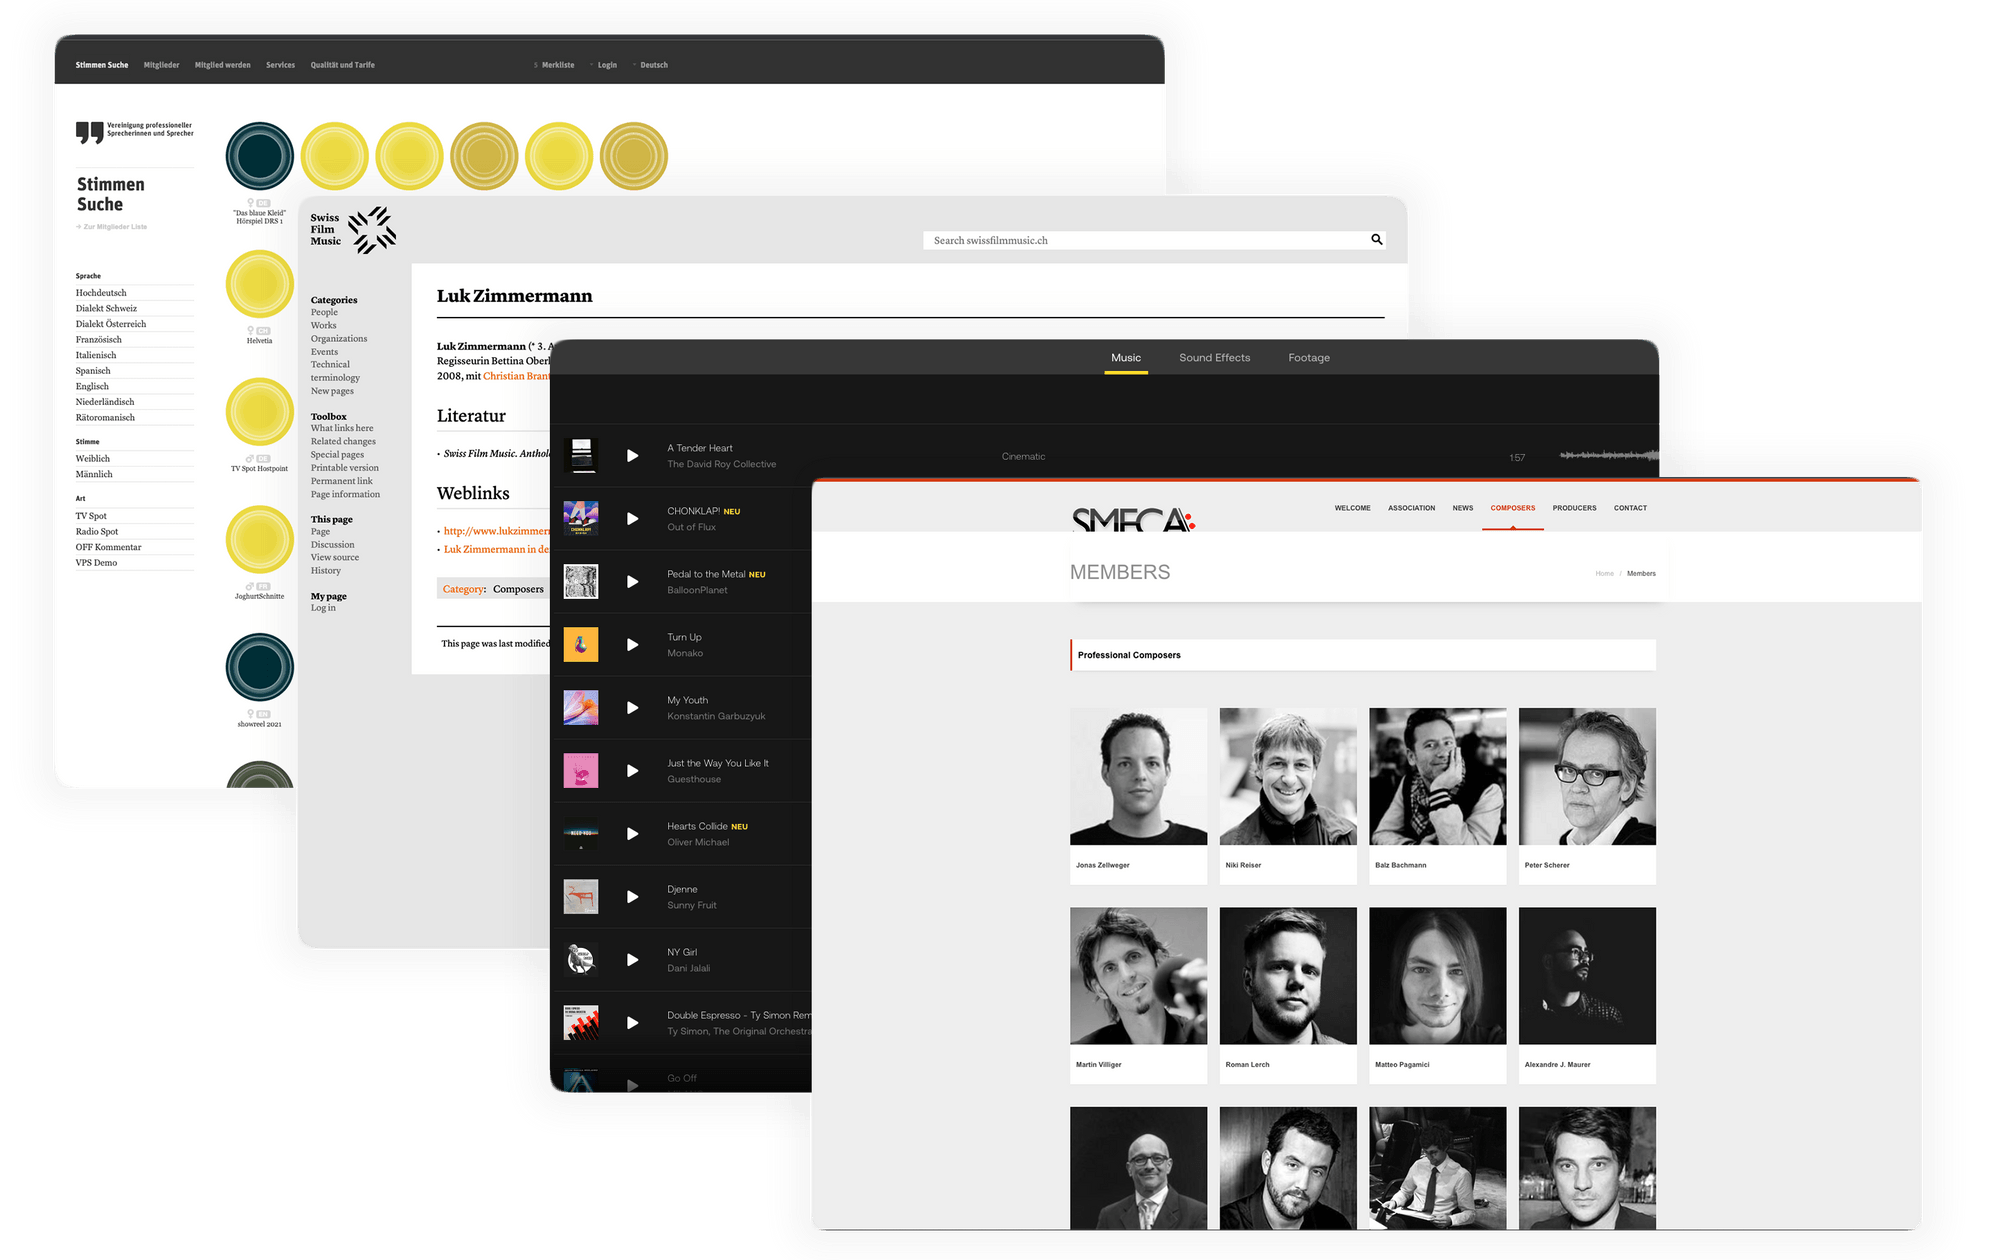 Stimmen Suche Mitglieder Mitglied werden Services Qualität und Tarife Merkliste Login Deutsch
Vereinigung professioneller
Sprecherinnen und Sprecher
Stimmen
Suche
+ Zur Mitglieder Liste
Sprache
Hochdeutsch
Dialekt Schweiz
Dialekt Österreich
Französisch
Italienisch
Spanisch
Englisch
Niederländisch
Rätoromanisch
Stimme
Weiblich
Männlich
Art
TV Spot
Radio Spot
OFF Kommentar
VPS Demo
DE
"Das blaue Kleid"
Hörspiel DRS 1
CH
Helvetia
DE
TV Spot Hostpoint
FR
JoghurtSchnitte
EN
showreel 2021
Swiss
Film
Music
Search swissfilmmusic.ch
Categories
People
Works
Organizations
Events
Technical
terminology
New pages
Toolbox
What links here
Related changes
Special pages
Printable version
Permanent link
Page information
This page
Page
Discussion
View source
History
My page
Log in
Luk Zimmermann
Luk Zimmermann (* 3. A
Regisseurin Bettina Oberl
2008, mit Christian Brant
Literatur
• Swiss Film Music. Anthol
Weblinks
• http://www.lukzimmerm
• Luk Zimmermann in de
Category: Composers
This page was last modified
Music Sound Effects Footage
A Tender Heart
The David Roy Collective
Cinematic
1:57
CHONKLAP! NEU
Out of Flux
Pedal to the Metal NEU
BalloonPlanet
Turn Up
Monako
My Youth
Konstantin Garbuzyuk
Just the Way You Like It
Guesthouse
Hearts Collide NEU
Oliver Michael
Djenne
Sunny Fruit
NY Girl
Dani Jalali
Double Espresso - Ty Simon Rem
Ty Simon, The Original Orchestra
Go Off
SMECA
WELCOME ASSOCIATION NEWS COMPOSERS PRODUCERS CONTACT
MEMBERS
Home / Members
Professional Composers
Jonas Zellweger
Niki Reiser
Balz Bachmann
Peter Scherer
Martin Villiger
Roman Lerch
Matteo Pagamici
Alexandre J. Maurer